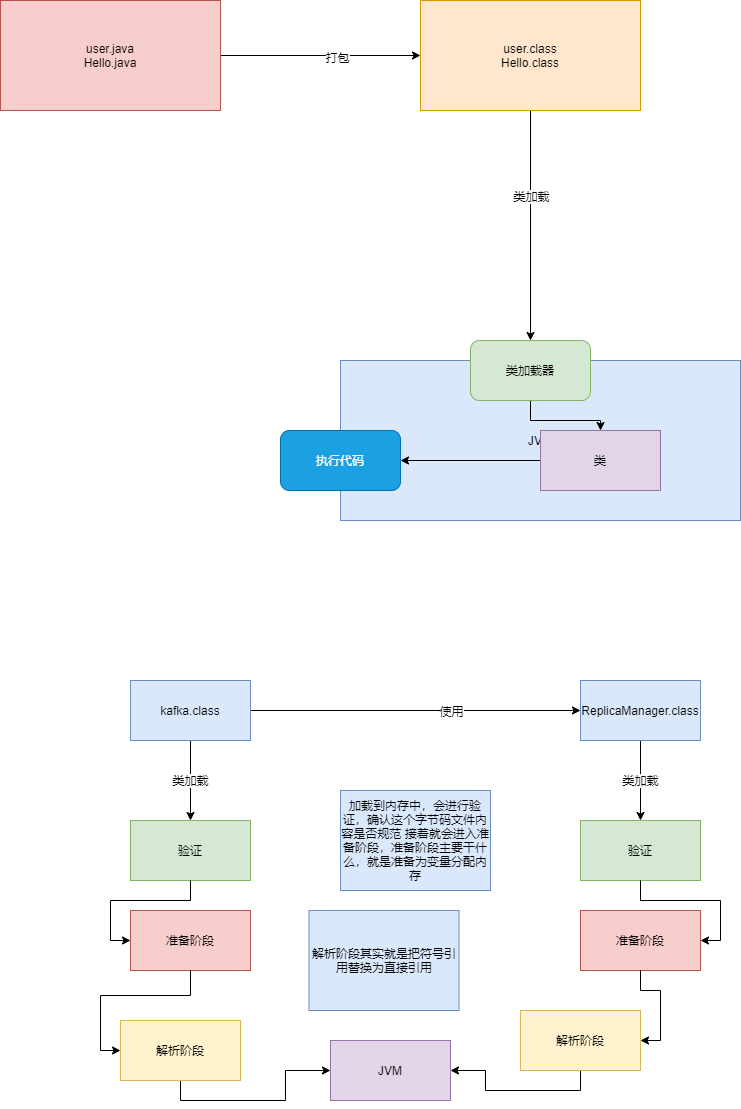 user.java
Hello.java
打包
user.class
Hello.class
类加载
类加载器
JV
执行代码
类
kafka.class
使用
ReplicaManager.class
类加载
类加载
加载到内存中，会进行验
证，确认这个字节码文件内
容是否规范 接着就会进入准
备阶段，准备阶段主要干什
么，就是准备为变量分配内
存
验证
验证
准备阶段
准备阶段
解析阶段其实就是把符号引
用替换为直接引用
解析阶段
解析阶段
JVM